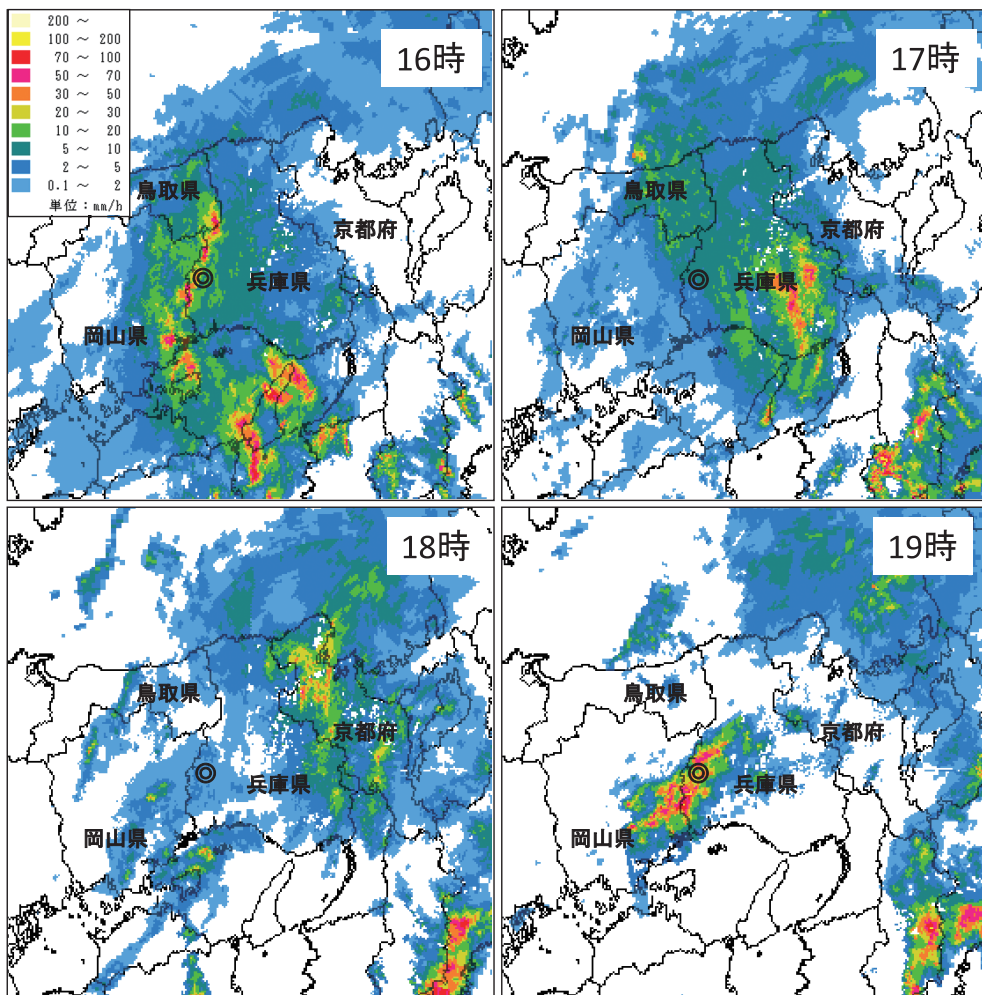 200 ～
100 ～ 200
70 ～ 100
50 ～ 70
30 ～ 50
20 ～ 30
10 ～ 20
5 ～ 10
2 ～ 5
0.1 ～ 2
単位：mm/h
16時
鳥取県
京都府
兵庫県
岡山県
17時
鳥取県
京都府
兵庫県
岡山県
18時
鳥取県
京都府
兵庫県
岡山県
19時
鳥取県
京都府
兵庫県
岡山県